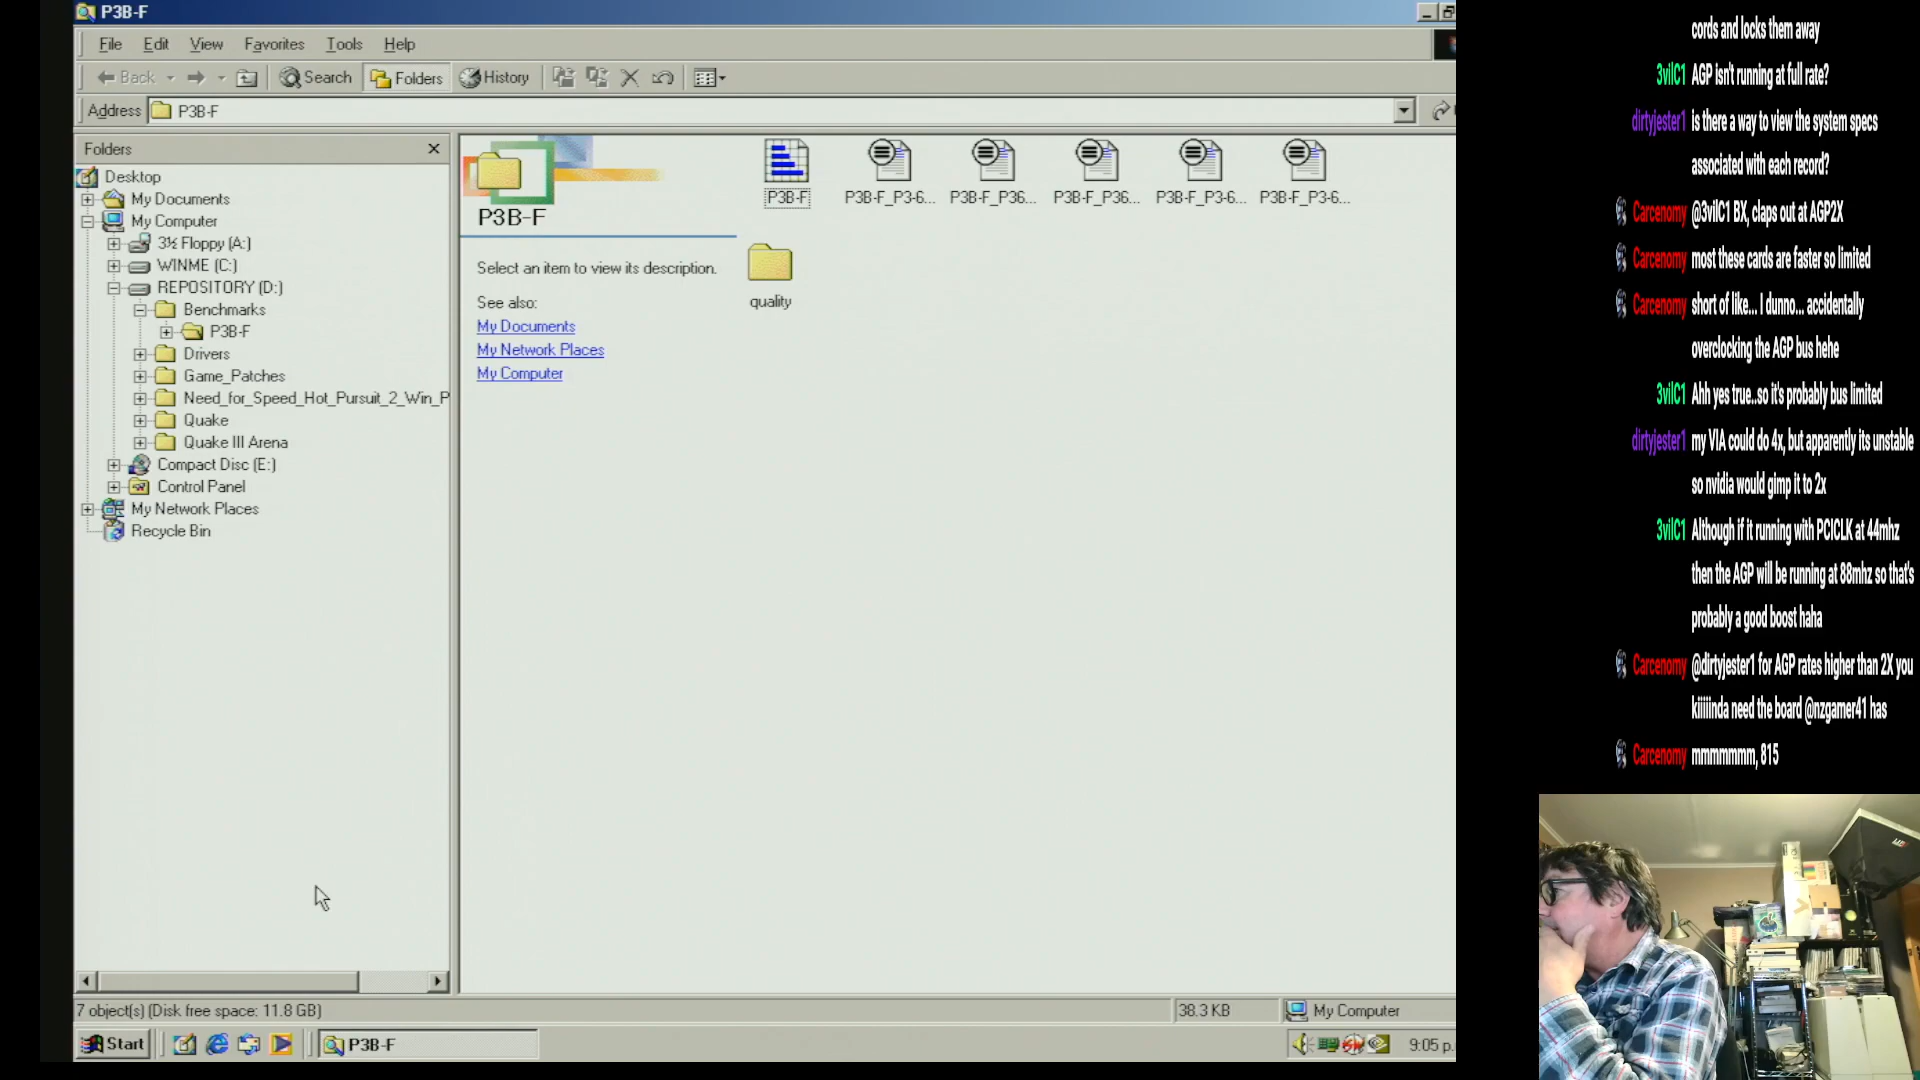 P3B-F
File Edit View Favorites Tools Help
Back Search Folders History
Address P3B-F
Folders
Desktop
My Documents
My Computer
3½ Floppy (A:)
WINME (C:)
REPOSITORY (D:)
Benchmarks
P3B-F
Drivers
Game_Patches
Need_for_Speed_Hot_Pursuit_2_Win_P
Quake
Quake III Arena
Compact Disc (E:)
Control Panel
My Network Places
Recycle Bin
P3B-F
Select an item to view its description.
See also:
My Documents
My Network Places
My Computer
P3B-F P3B-F_P3-6... P3B-F_P36... P3B-F_P36... P3B-F_P3-6... P3B-F_P3-6...
quality
7 object(s) (Disk free space: 11.8 GB) 38.3 KB My Computer
Start P3B-F 9:05 p.
cords and locks them away
3vilC1 AGP isn't running at full rate?
dirtyjester1 is there a way to view the system specs
associated with each record?
Carcenomy @3vilC1 BX, claps out at AGP2X
Carcenomy most these cards are faster so limited
Carcenomy short of like... I dunno... accidentally
overclocking the AGP bus hehe
3vilC1 Ahh yes true..so it's probably bus limited
dirtyjester1 my VIA could do 4x, but apparently its unstable
so nvidia would gimp it to 2x
3vilC1 Although if it running with PCICLK at 44mhz
then the AGP will be running at 88mhz so that's
probably a good boost haha
Carcenomy @dirtyjester1 for AGP rates higher than 2X you
kiiiiinda need the board @nzgamer41 has
Carcenomy mmmmmmm, 815